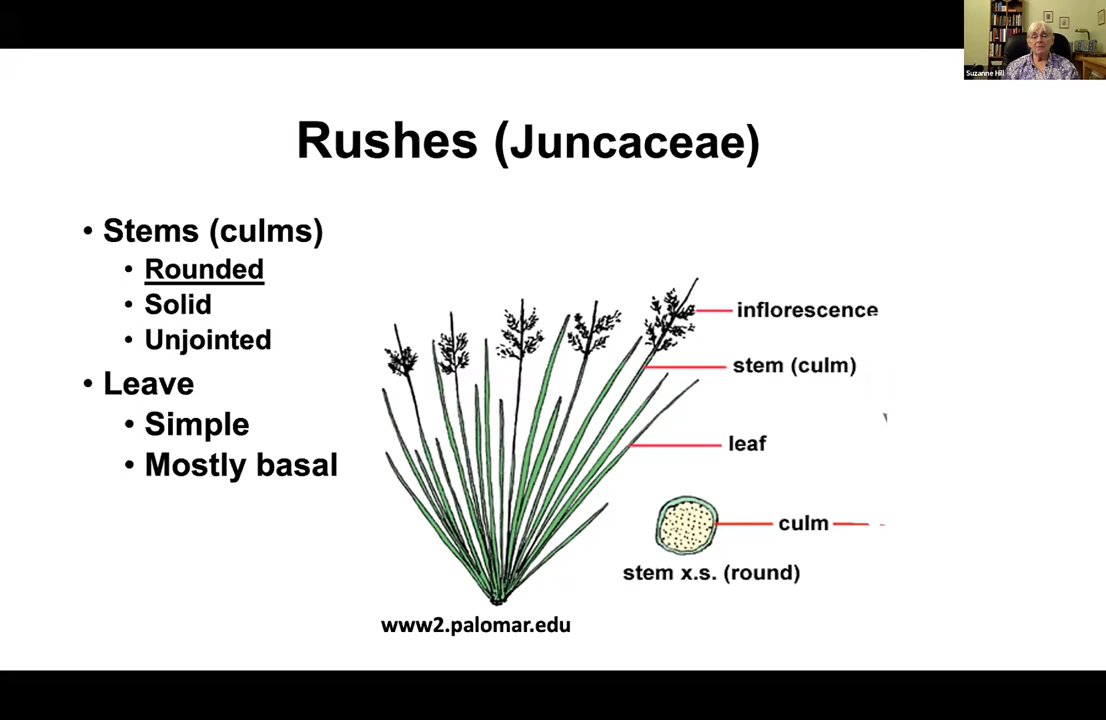 Suzanne Hill
Rushes (Juncaceae)
• Stems (culms)
• Rounded
• Solid
• Unjointed
• Leave
• Simple
• Mostly basal
inflorescence
stem (culm)
leaf
culm
stem x.s. (round)
www2.palomar.edu